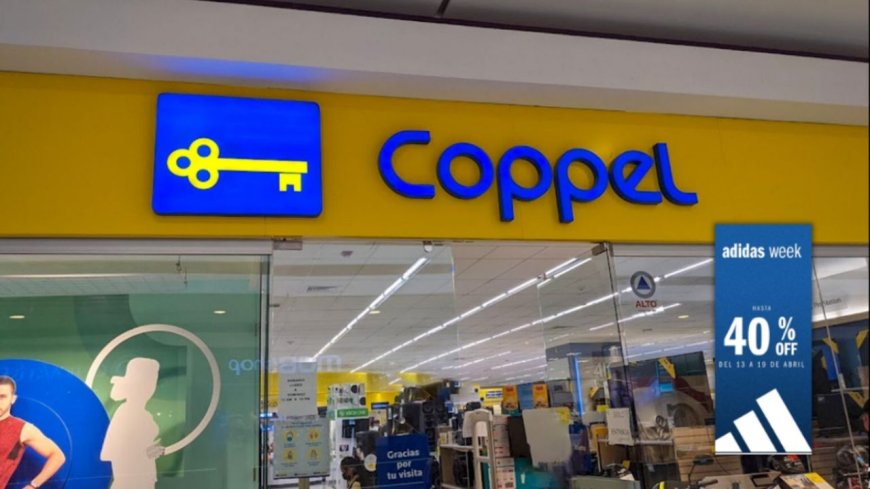 Coppel
adidas week
HASTA
40%
OFF
DEL 13 A 19 DE ABRIL
ALTO
Gracias
por tu
visita